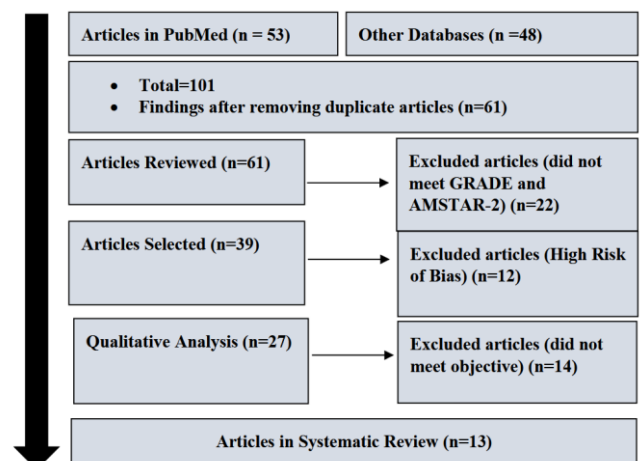 Articles in PubMed (n = 53)
Other Databases (n =48)
• Total=101
• Findings after removing duplicate articles (n=61)
Articles Reviewed (n=61)
Excluded articles (did not
meet GRADE and
AMSTAR-2) (n=22)
Articles Selected (n=39)
Excluded articles (High Risk
of Bias) (n=12)
Qualitative Analysis (n=27)
Excluded articles (did not
meet objective) (n=14)
Articles in Systematic Review (n=13)